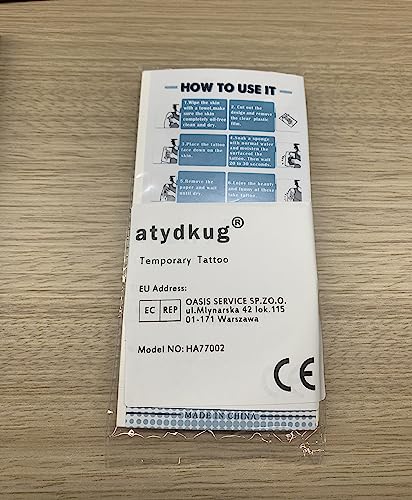 HOW TO USE IT
1.Wipe the skin
with a towel,make
sure the skin
completely oil-free
clean and dry.
2. Cut out the
design and remove
the clear plastic
film.
3.Place the tattoo
face down on the
skin.
4.Soak a sponge
with normal water
and moisten the
surfaceof the
tattoo. Then wait
20 to 30 seconds.
5.Remove the
paper and wait
until dry.
6.Enjoy the beauty
and funny of these
fake tattoo.
atydkug®
Temporary Tattoo
EU Address:
EC REP
OASIS SERVICE SP.ZO.O.
ul.Mlynarska 42 lok.115
01-171 Warszawa
Model NO: HA77002
CE
MADE IN CHINA